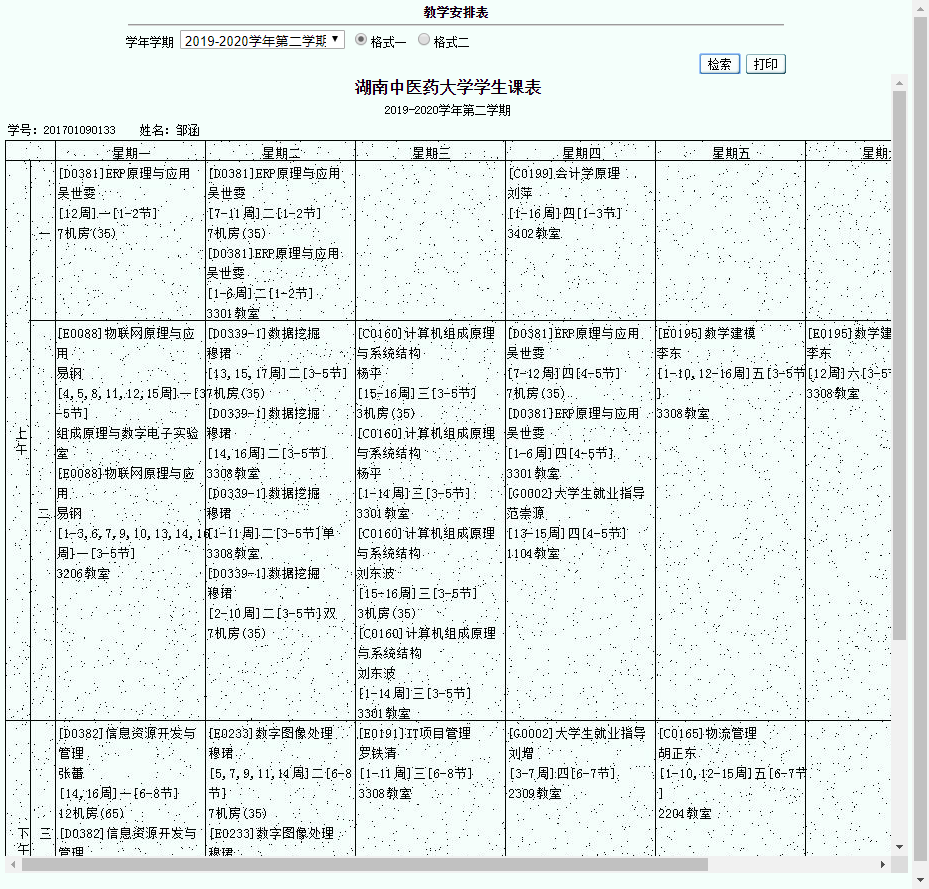 教学安排表
学年学期 2019-2020学年第二学期 格式一 格式二
检索 打印
湖南中医药大学学生课表
2019-2020学年第二学期
学号：201701090133 姓名：邹函
星期一 星期二 星期三 星期四 星期五 星期
上午
一
[D0381]ERP原理与应用
吴世雯
[12周]一[1-2节]
7机房(35)
[D0381]ERP原理与应用
吴世雯
[7-11周]二[1-2节]
7机房(35)
[D0381]ERP原理与应用
吴世雯
[1-6周]二[1-2节]
3301教室
[C0199]会计学原理
刘萍
[1-16周]四[1-3节]
3402教室
二
[E0088]物联网原理与应
用
易钢
[4,5,8,11,12,15周]一[3
-5节]
组成原理与数字电子实验
室
[E0088]物联网原理与应
用
易钢
[1-3,6,7,9,10,13,14,16
周]一[3-5节]
3206教室
[D0339-1]数据挖掘
穆珺
[13,15,17周]二[3-5节]
7机房(35)
[D0339-1]数据挖掘
穆珺
[14,16周]二[3-5节]
3308教室
[D0339-1]数据挖掘
穆珺
[1-11周]二[3-5节]单
3308教室
[D0339-1]数据挖掘
穆珺
[2-10周]二[3-5节]双
7机房(35)
[C0160]计算机组成原理
与系统结构
杨平
[15-16周]三[3-5节]
3机房(35)
[C0160]计算机组成原理
与系统结构
杨平
[1-14周]三[3-5节]
3301教室
[C0160]计算机组成原理
与系统结构
刘东波
[15-16周]三[3-5节]
3机房(35)
[C0160]计算机组成原理
与系统结构
刘东波
[1-14周]三[3-5节]
3301教室
[D0381]ERP原理与应用
吴世雯
[7-12周]四[4-5节]
7机房(35)
[D0381]ERP原理与应用
吴世雯
[1-6周]四[4-5节]
3301教室
[G0002]大学生就业指导
范崇源
[13-15周]四[4-5节]
1104教室
[E0195]数学建模
李东
[1-10,12-16周]五[3-5节
]
3308教室
[E0195]数学建
李东
[12周]六[3-5节
3308教室
下午
三
[D0382]信息资源开发与
管理
张蕾
[14,16周]一[6-8节]
12机房(65)
[D0382]信息资源开发与
管理
[E0233]数字图像处理
穆珺
[5,7,9,11,14周]二[6-8
节]
7机房(35)
[E0233]数字图像处理
穆珺
[E0191]IT项目管理
罗铁清
[1-11周]三[6-8节]
3308教室
[G0002]大学生就业指导
刘增
[3-7周]四[6-7节]
2309教室
[C0165]物流管理
胡正东
[1-10,12-15周]五[6-7节
]
2204教室